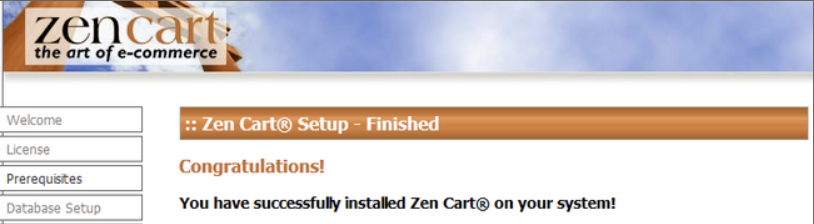 zencart
the art of e-commerce
Welcome
License
Prerequisites
Database Setup
:: Zen Cart® Setup - Finished
Congratulations!
You have successfully installed Zen Cart® on your system!